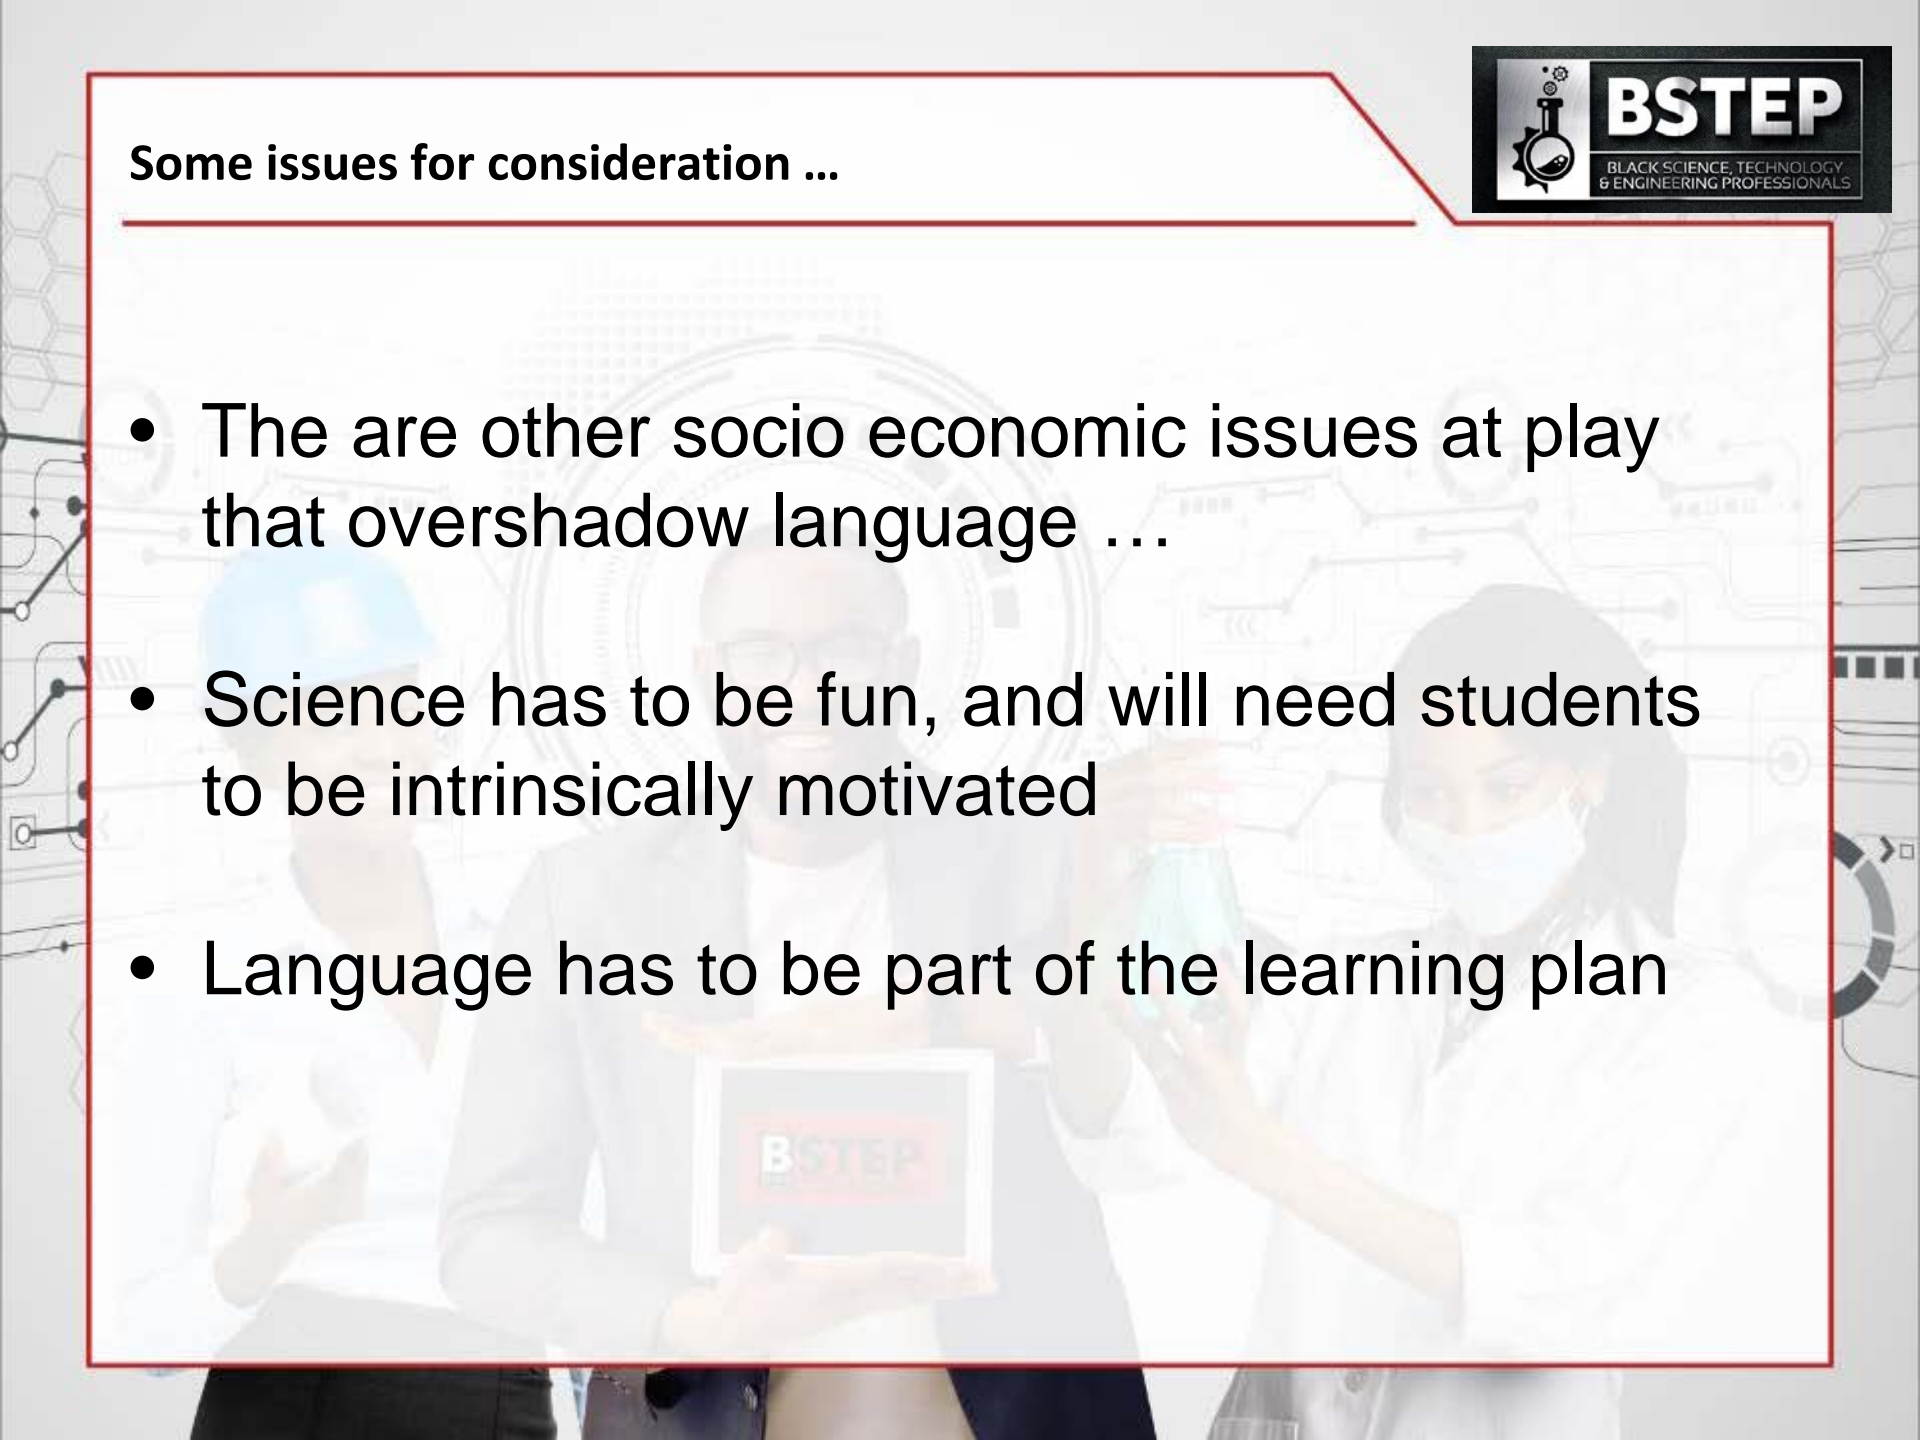 BSTEP
BLACK SCIENCE, TECHNOLOGY
& ENGINEERING PROFESSIONALS
Some issues for consideration …
• The are other socio economic issues at play
that overshadow language …
• Science has to be fun, and will need students
to be intrinsically motivated
• Language has to be part of the learning plan
BSTEP